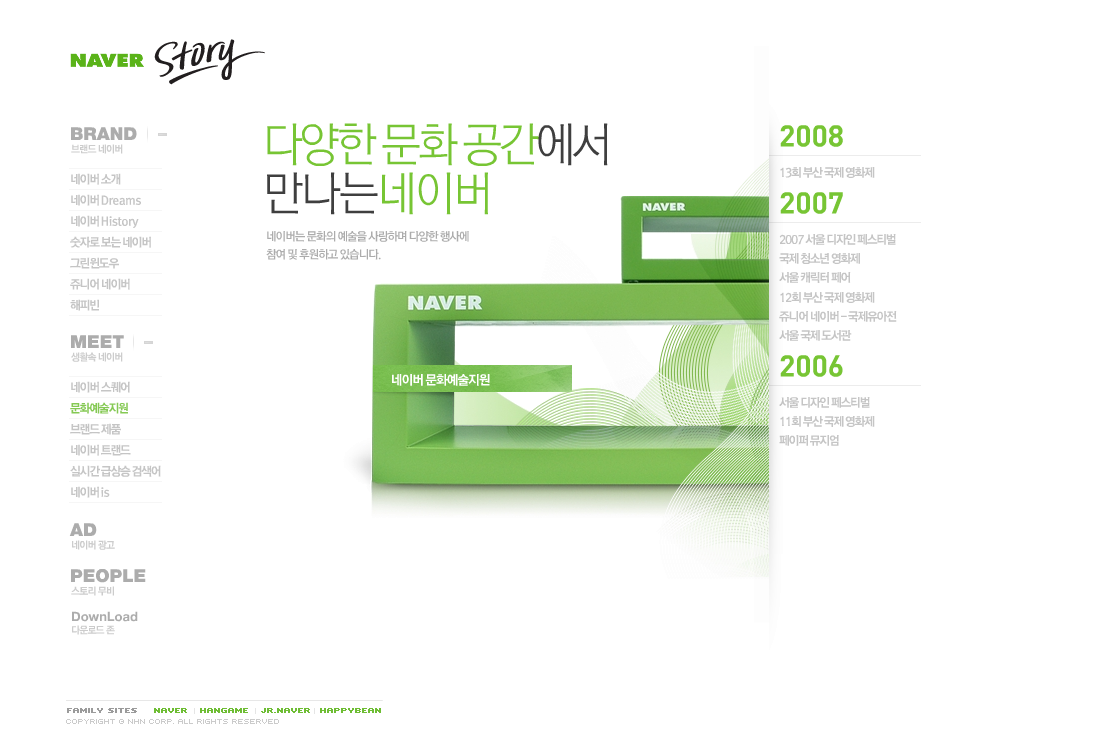 NAVER Story
BRAND
브랜드 네이버
네이버 소개
네이버 Dreams
네이버 History
숫자로 보는 네이버
그린윈도우
쥬니어 네이버
해피빈
MEET
생활속 네이버
네이버 스퀘어
문화예술지원
브랜드 제품
네이버 트랜드
실시간 급상승 검색어
네이버 is
AD
네이버 광고
PEOPLE
스토리 무비
DownLoad
다운로드 존
다양한 문화 공간에서
만나는 네이버
네이버는 문화의 예술을 사랑하며 다양한 행사에
참여 및 후원하고 있습니다.
NAVER
NAVER
네이버 문화예술지원
2008
13회 부산 국제 영화제
2007
2007 서울 디자인 페스티벌
국제 청소년 영화제
서울 캐릭터 페어
12회 부산 국제 영화제
쥬니어 네이버 - 국제유아전
서울 국제 도서관
2006
서울 디자인 페스티벌
11회 부산 국제 영화제
페이퍼 뮤지엄
FAMILY SITES NAVER | HANGAME | JR.NAVER | HAPPYBEAN
COPYRIGHT @ NHN CORP. ALL RIGHTS RESERVED